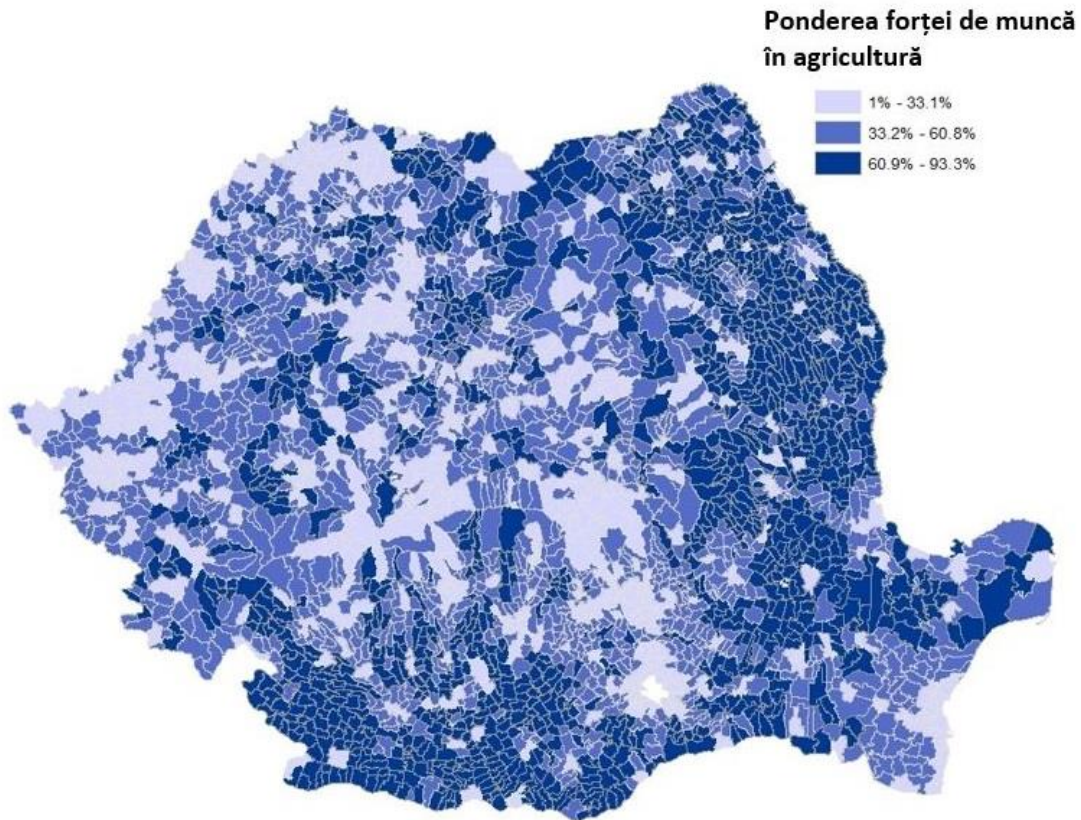 Ponderea forței de muncă
în agricultură
1% - 33.1%
33.2% - 60.8%
60.9% - 93.3%